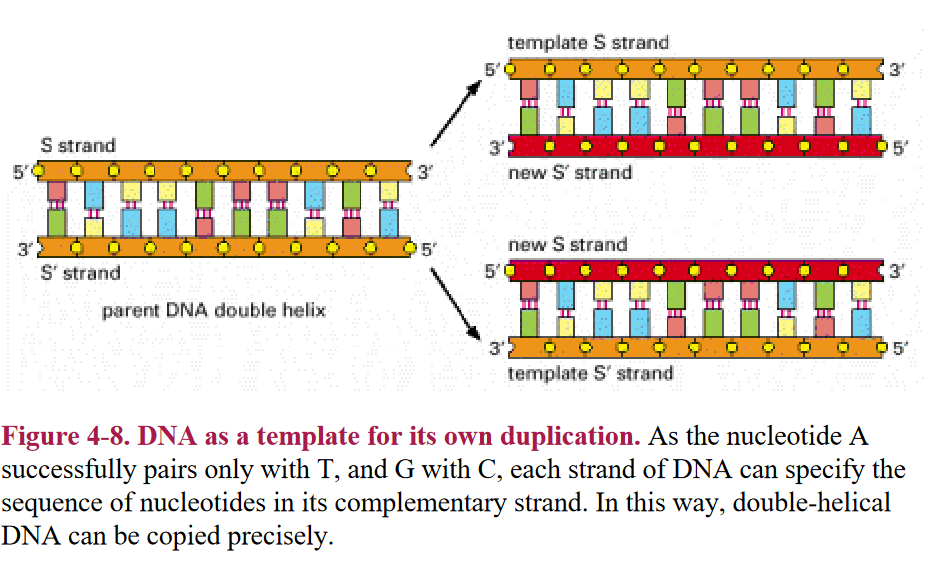 template S strand
5′ 3′
3′ 5′
new S′ strand
S strand
5′ 3′
3′ 5′
S′ strand
parent DNA double helix
new S strand
5′ 3′
3′ 5′
template S′ strand
Figure 4-8. DNA as a template for its own duplication. As the nucleotide A
successfully pairs only with T, and G with C, each strand of DNA can specify the
sequence of nucleotides in its complementary strand. In this way, double-helical
DNA can be copied precisely.